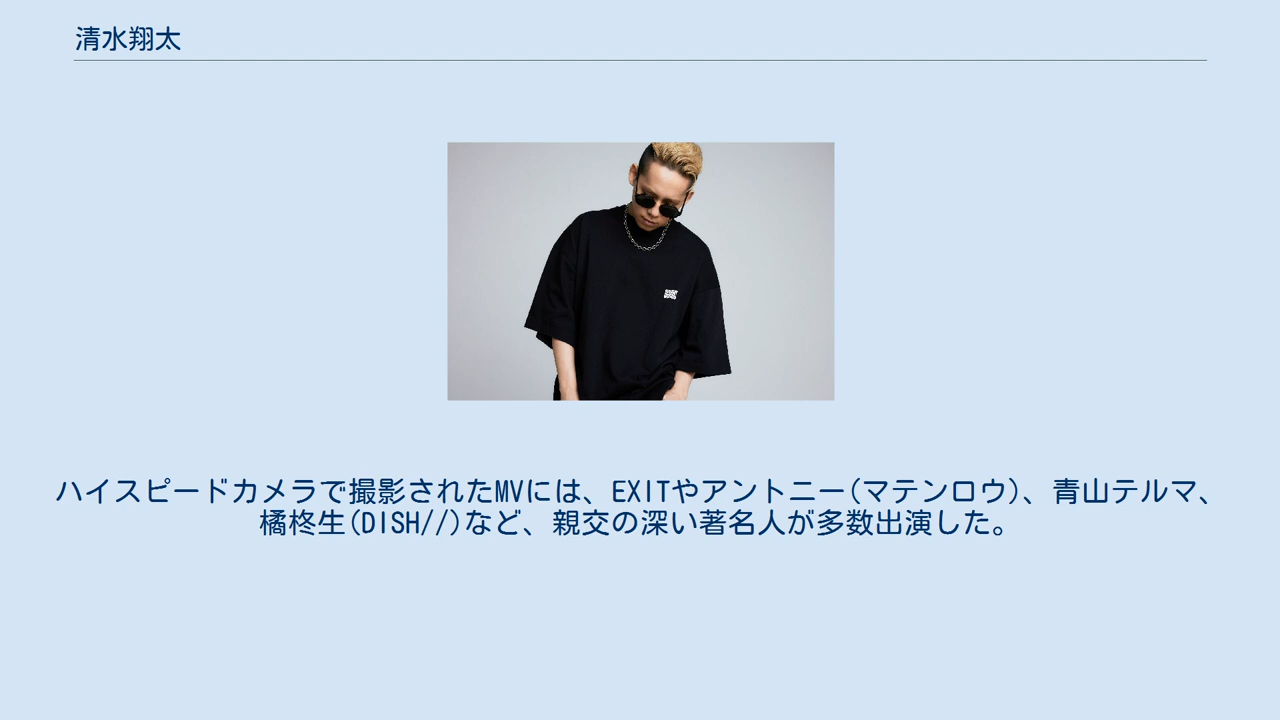 清水翔太
ハイスピードカメラで撮影されたMVには、EXITやアントニー(マテンロウ)、青山テルマ、
橘柊生(DISH//)など、親交の深い著名人が多数出演した。